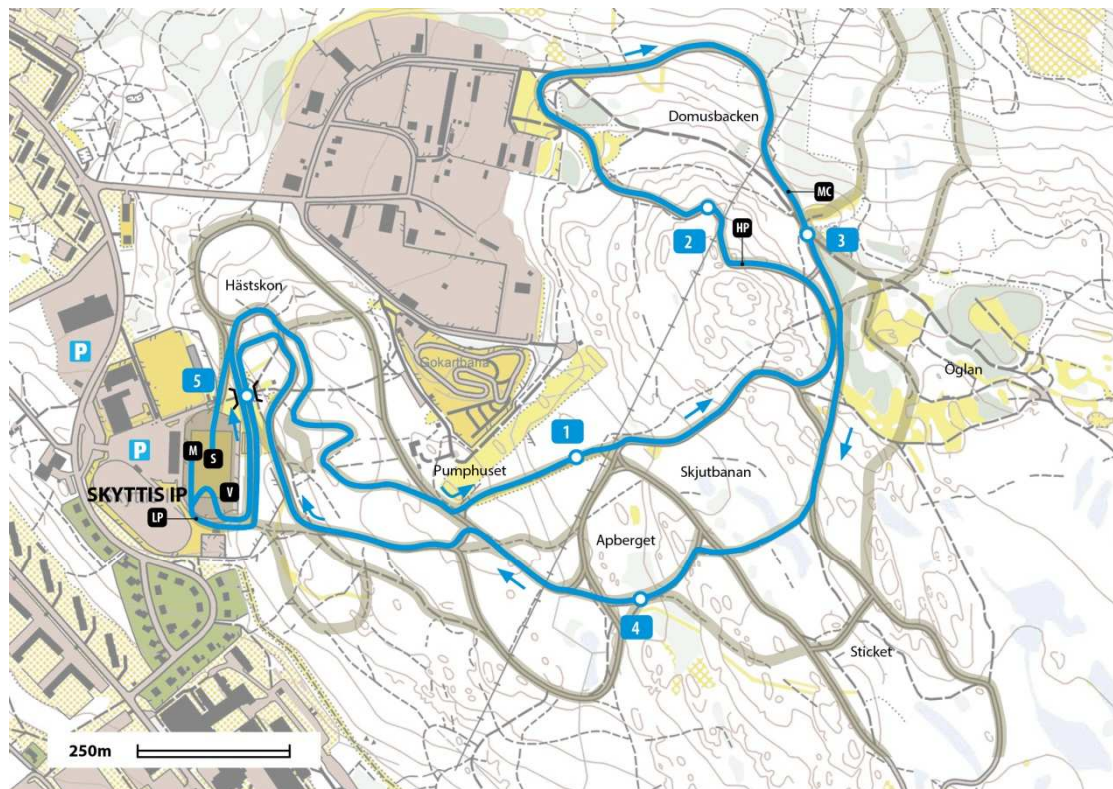 Domusbacken
MC
2
HP
3
Hästskon
P
5
Gokartbana
Oglan
1
M
S
P
Pumphuset
Skjutbanan
SKYTTIS IP
V
LP
Apberget
4
Sticket
250m